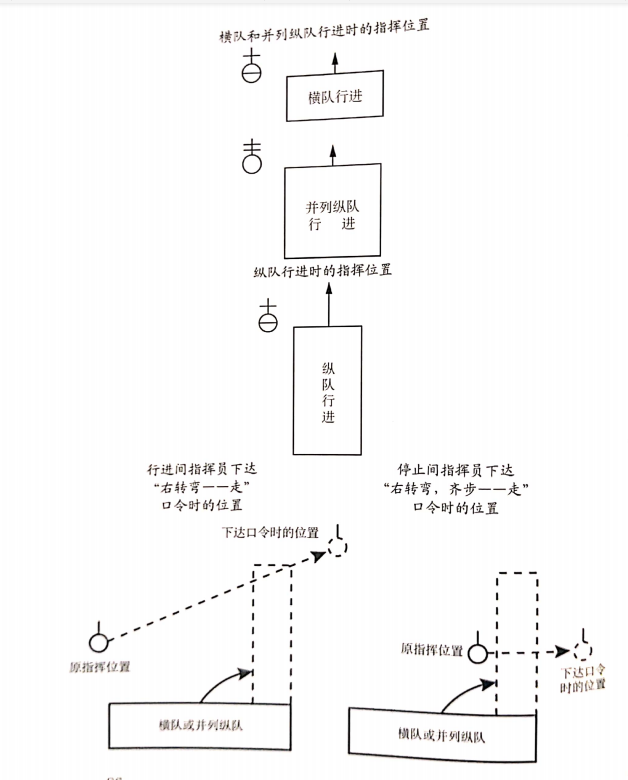 横队和并列纵队行进时的指挥位置
横队行进
并列纵队
行 进
纵队行进时的指挥位置
纵
队
行
进
行进间指挥员下达
“右转弯——走”
口令时的位置
停止间指挥员下达
“右转弯，齐步——走”
口令时的位置
下达口令时的位置
原指挥位置
原指挥位置
下达口令
时的位置
横队或并列纵队
横队或并列纵队